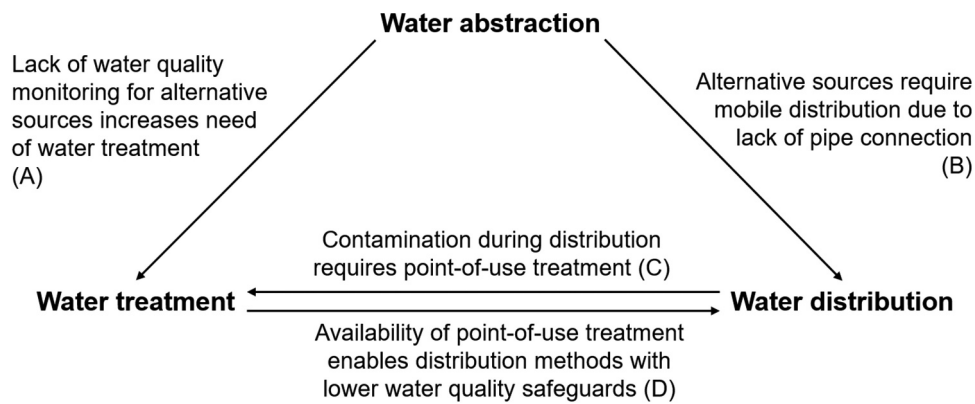 Water abstraction
Lack of water quality
monitoring for alternative
sources increases need
of water treatment
(A)
Alternative sources require
mobile distribution due to
lack of pipe connection
(B)
Contamination during distribution
requires point-of-use treatment (C)
Water treatment
Water distribution
Availability of point-of-use treatment
enables distribution methods with
lower water quality safeguards (D)